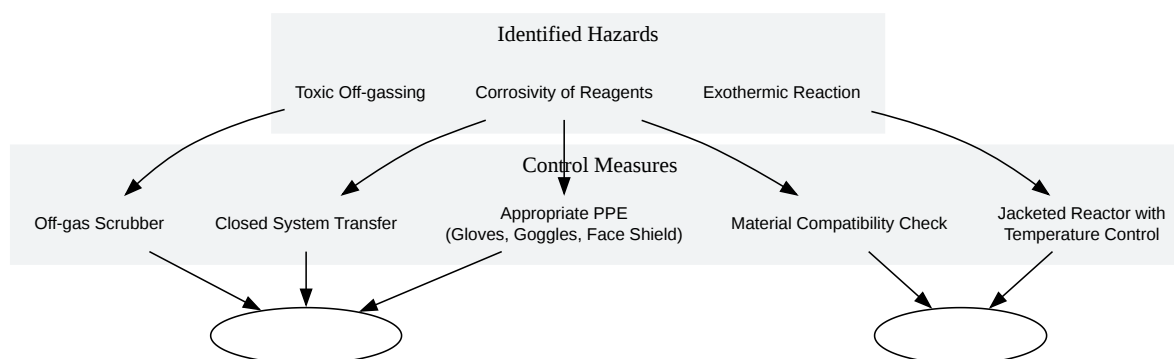 Identified Hazards
Toxic Off-gassing
Corrosivity of Reagents
Exothermic Reaction
Control Measures
Off-gas Scrubber
Closed System Transfer
Appropriate PPE
(Gloves, Goggles, Face Shield)
Material Compatibility Check
Jacketed Reactor with
Temperature Control